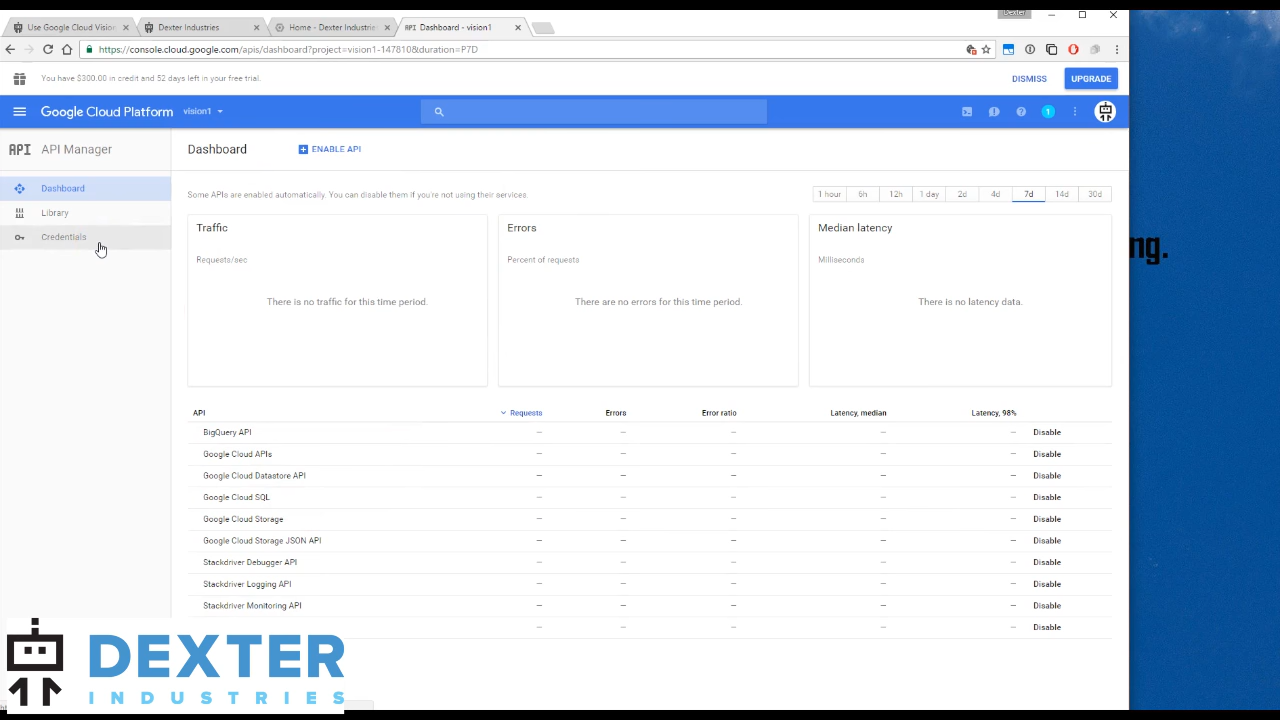 Use Google Cloud Vision
Dexter Industries
Home - Dexter Industries
API Dashboard - vision1
Dexter
https://console.cloud.google.com/apis/dashboard?project=vision1-147810&duration=P7D
You have $300.00 in credit and 52 days left in your free trial.
DISMISS
UPGRADE
Google Cloud Platform
vision1
1
API API Manager
Dashboard
ENABLE API
Dashboard
Library
Credentials
Some APIs are enabled automatically. You can disable them if you're not using their services.
1 hour 6h 12h 1 day 2d 4d 7d 14d 30d
Traffic
Requests/sec
There is no traffic for this time period.
Errors
Percent of requests
There are no errors for this time period.
Median latency
Milliseconds
There is no latency data.
ng.
API Requests Errors Error ratio Latency, median Latency, 98%
BigQuery API — — — — — Disable
Google Cloud APIs — — — — — Disable
Google Cloud Datastore API — — — — — Disable
Google Cloud SQL — — — — — Disable
Google Cloud Storage — — — — — Disable
Google Cloud Storage JSON API — — — — — Disable
Stackdriver Debugger API — — — — — Disable
Stackdriver Logging API — — — — — Disable
Stackdriver Monitoring API — — — — — Disable
— — — — — Disable
DEXTER
INDUSTRIES